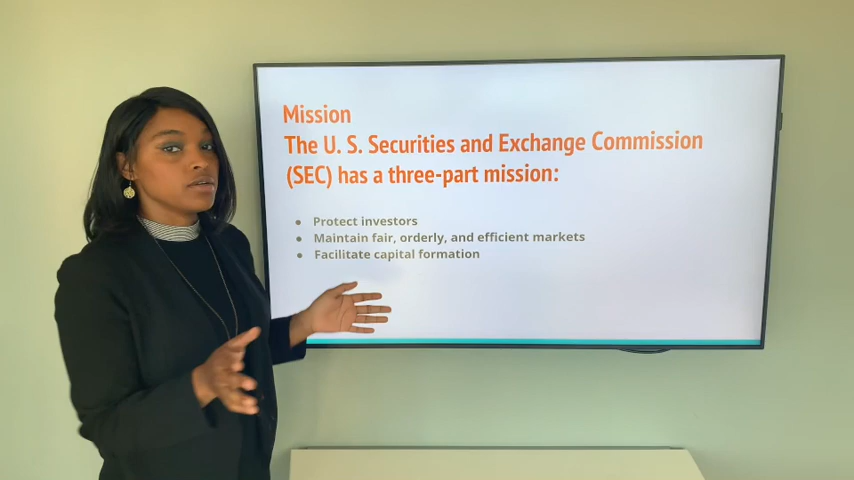 Mission
The U. S. Securities and Exchange Commission
(SEC) has a three-part mission:
● Protect investors
● Maintain fair, orderly, and efficient markets
● Facilitate capital formation